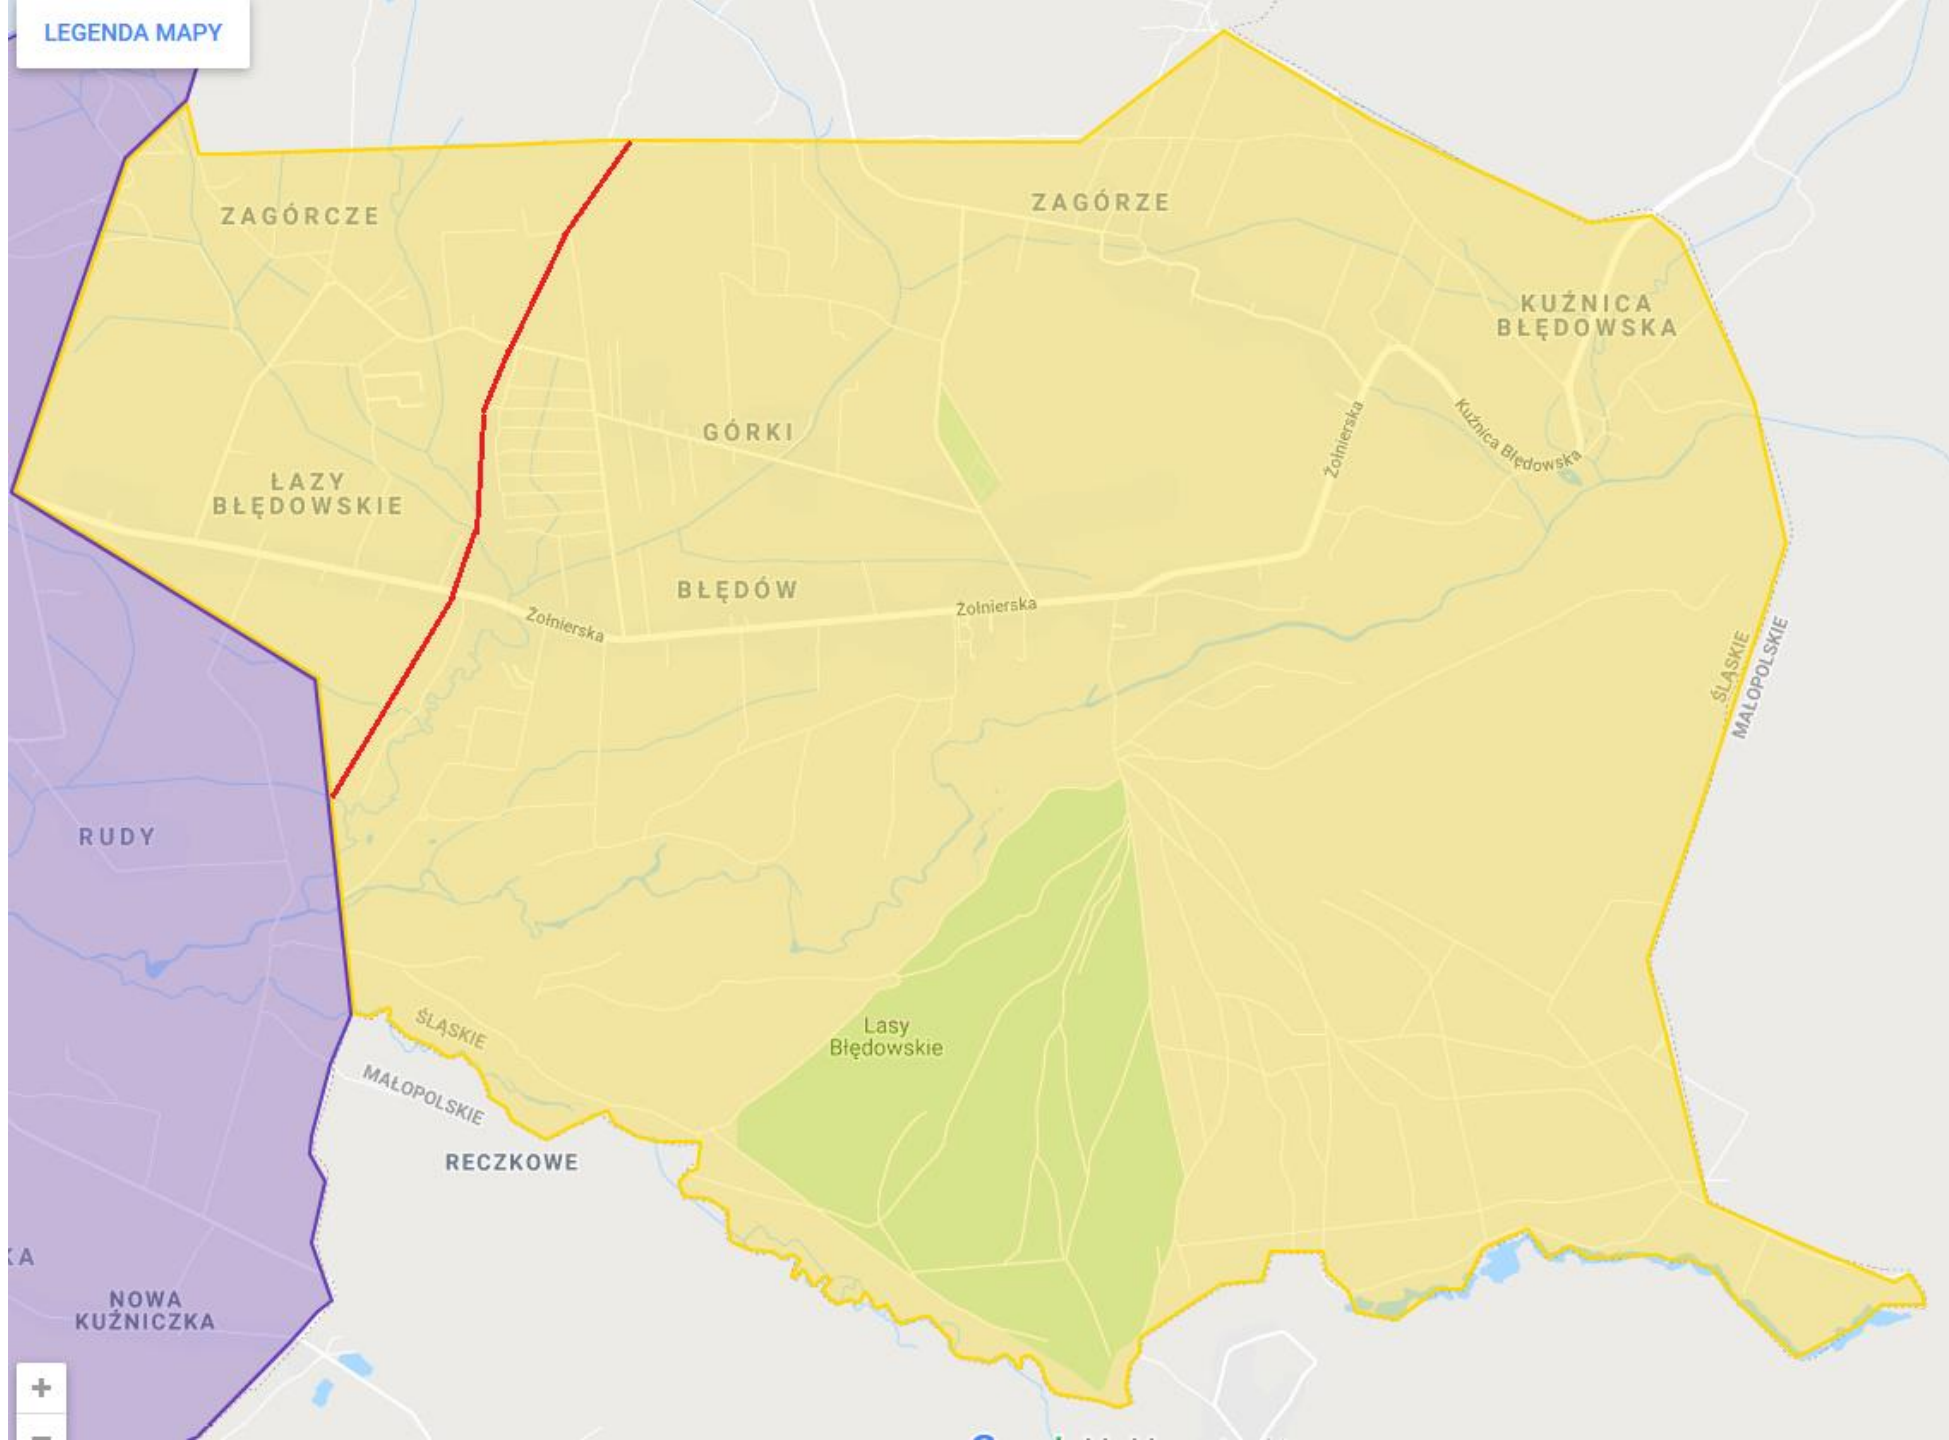 LEGENDA MAPY
ZAGÓRCZE
ZAGÓRZE
KUŹNICA
BŁĘDOWSKA
GÓRKI
Żołnierska
Kuźnica Błędowska
ŁAZY
BŁĘDOWSKIE
BŁĘDÓW
Żołnierska
Żołnierska
ŚLĄSKIE
MAŁOPOLSKIE
RUDY
Lasy
Błędowskie
ŚLĄSKIE
MAŁOPOLSKIE
RECZKOWE
KA
NOWA
KUŹNICZKA
+